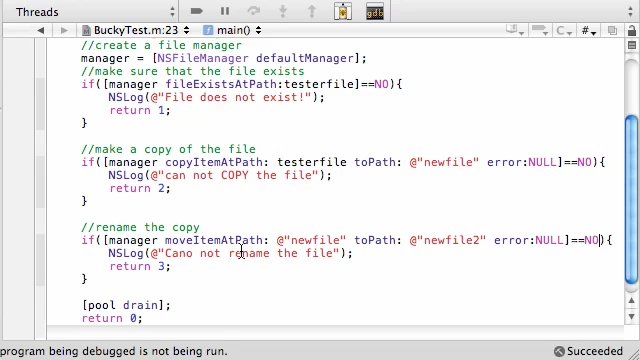 Threads
BuckyTest.m:23 main()
//create a file manager
manager = [NSFileManager defaultManager];
//make sure that the file exists
if([manager fileExistsAtPath:testerfile]==NO){
NSLog(@"File does not exist!");
return 1;
}
//make a copy of the file
if([manager copyItemAtPath: testerfile toPath: @"newfile" error:NULL]==NO){
NSLog(@"can not COPY the file");
return 2;
}
//rename the copy
if([manager moveItemAtPath: @"newfile" toPath: @"newfile2" error:NULL]==NO){
NSLog(@"Cano not rename the file");
return 3;
}
[pool drain];
return 0;
program being debugged is not being run.
Succeeded